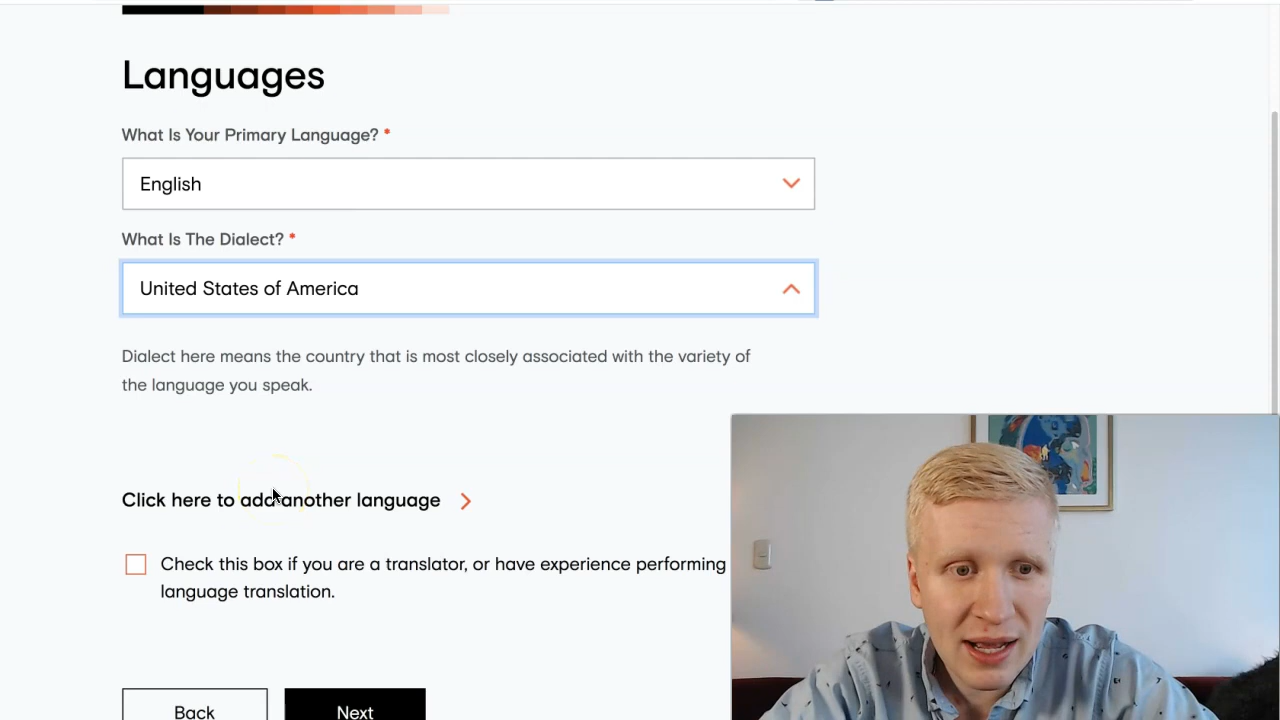 Languages
What Is Your Primary Language? *
English
What Is The Dialect? *
United States of America
Dialect here means the country that is most closely associated with the variety of
the language you speak.
Click here to add another language
Check this box if you are a translator, or have experience performing
language translation.
Back
Next